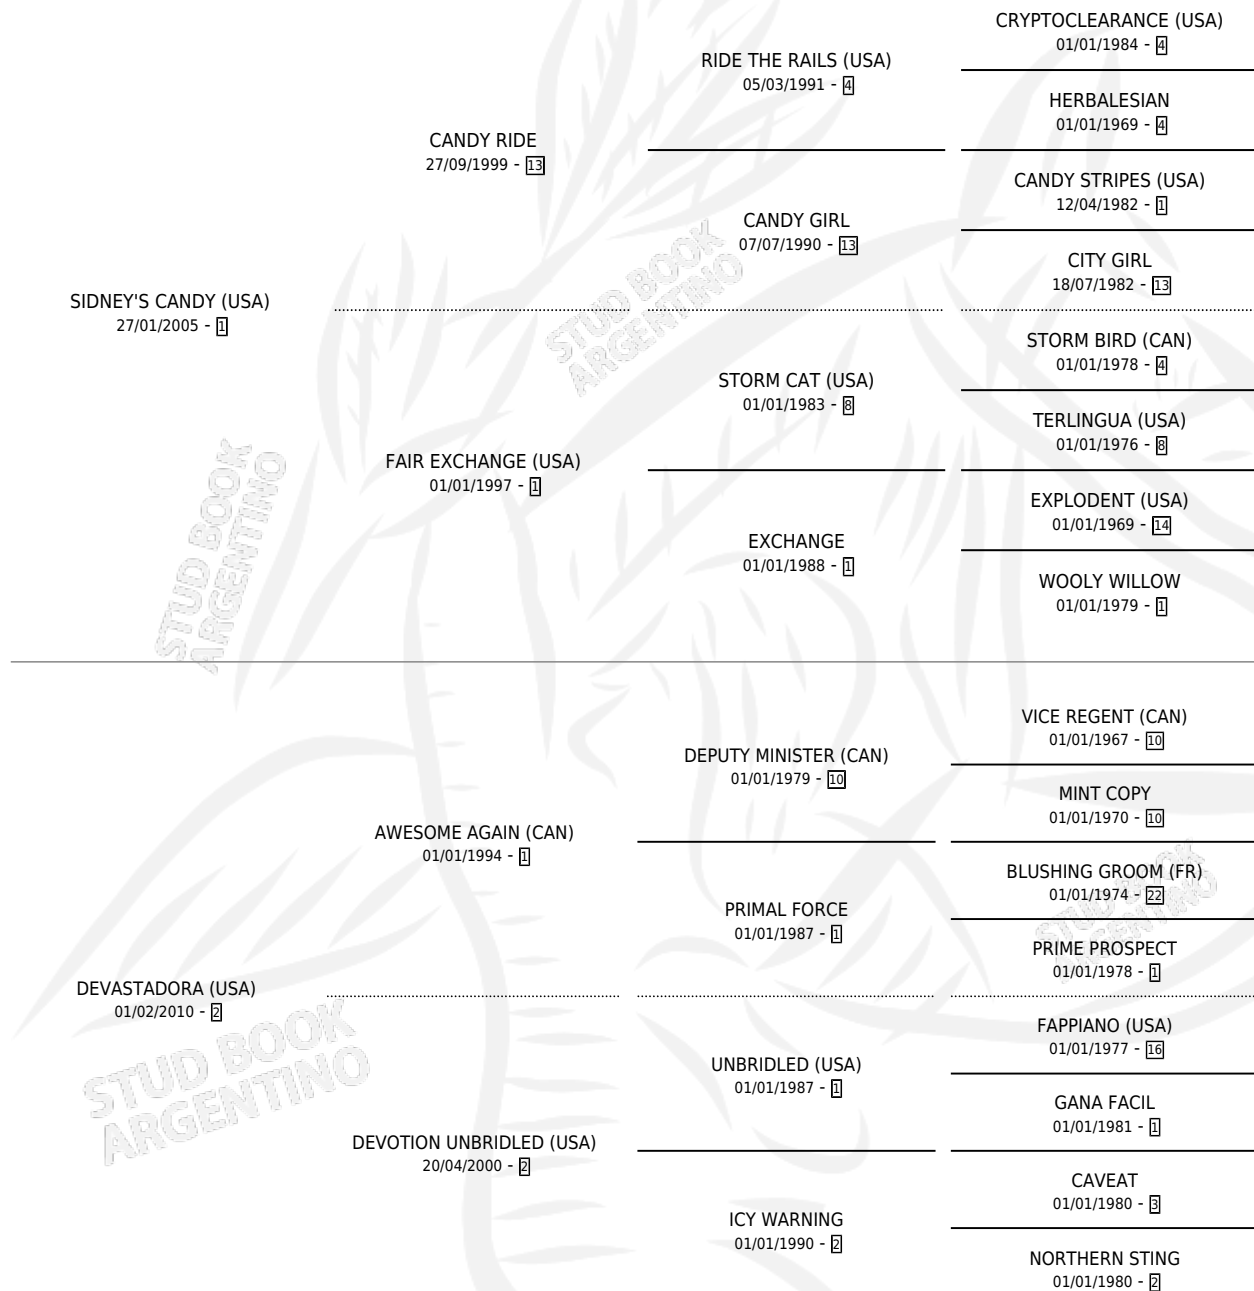 CRYPTOCLEARANCE (USA)
01/01/1984 - 4
RIDE THE RAILS (USA)
05/03/1991 - 4
HERBALESIAN
01/01/1969 - 4
CANDY RIDE
27/09/1999 - 13
CANDY STRIPES (USA)
12/04/1982 - 1
CANDY GIRL
07/07/1990 - 13
CITY GIRL
18/07/1982 - 13
SIDNEY'S CANDY (USA)
27/01/2005 - 1
STUD BOOK
ARGENTINO
STORM BIRD (CAN)
01/01/1978 - 4
STORM CAT (USA)
01/01/1983 - 8
TERLINGUA (USA)
01/01/1976 - 8
FAIR EXCHANGE (USA)
01/01/1997 - 1
EXPLODENT (USA)
01/01/1969 - 14
EXCHANGE
01/01/1988 - 1
WOOLY WILLOW
01/01/1979 - 1
STUD BOOK
ARGENTINO
VICE REGENT (CAN)
01/01/1967 - 10
DEPUTY MINISTER (CAN)
01/01/1979 - 10
MINT COPY
01/01/1970 - 10
AWESOME AGAIN (CAN)
01/01/1994 - 1
BLUSHING GROOM (FR)
01/01/1974 - 22
PRIMAL FORCE
01/01/1987 - 1
PRIME PROSPECT
01/01/1978 - 1
STUD BOOK
ARGENTINO
DEVASTADORA (USA)
01/02/2010 - 2
FAPPIANO (USA)
01/01/1977 - 16
UNBRIDLED (USA)
01/01/1987 - 1
GANA FACIL
01/01/1981 - 1
DEVOTION UNBRIDLED (USA)
20/04/2000 - 2
CAVEAT
01/01/1980 - 3
ICY WARNING
01/01/1990 - 2
NORTHERN STING
01/01/1980 - 2
STUD BOOK
ARGENTINO